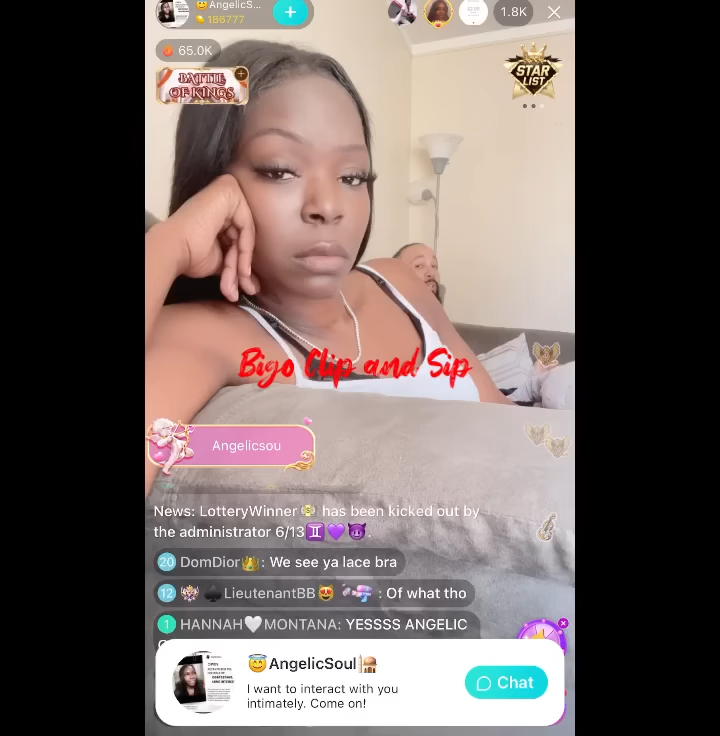 😇AngelicS...
186777
1.8K
65.0K
BATTLE
OF KINGS
STAR
LIST
Bigo Clip and Sip
Angelicsou
News: LotteryWinner has been kicked out by
the administrator 6/13♊💜😈.
20 DomDior👑: We see ya lace bra
12 ♠️LieutenantBB😻 : Of what tho
1 HANNAH🤍MONTANA: YESSSS ANGELIC
😇AngelicSoul🕌
I want to interact with you
intimately. Come on!
Chat